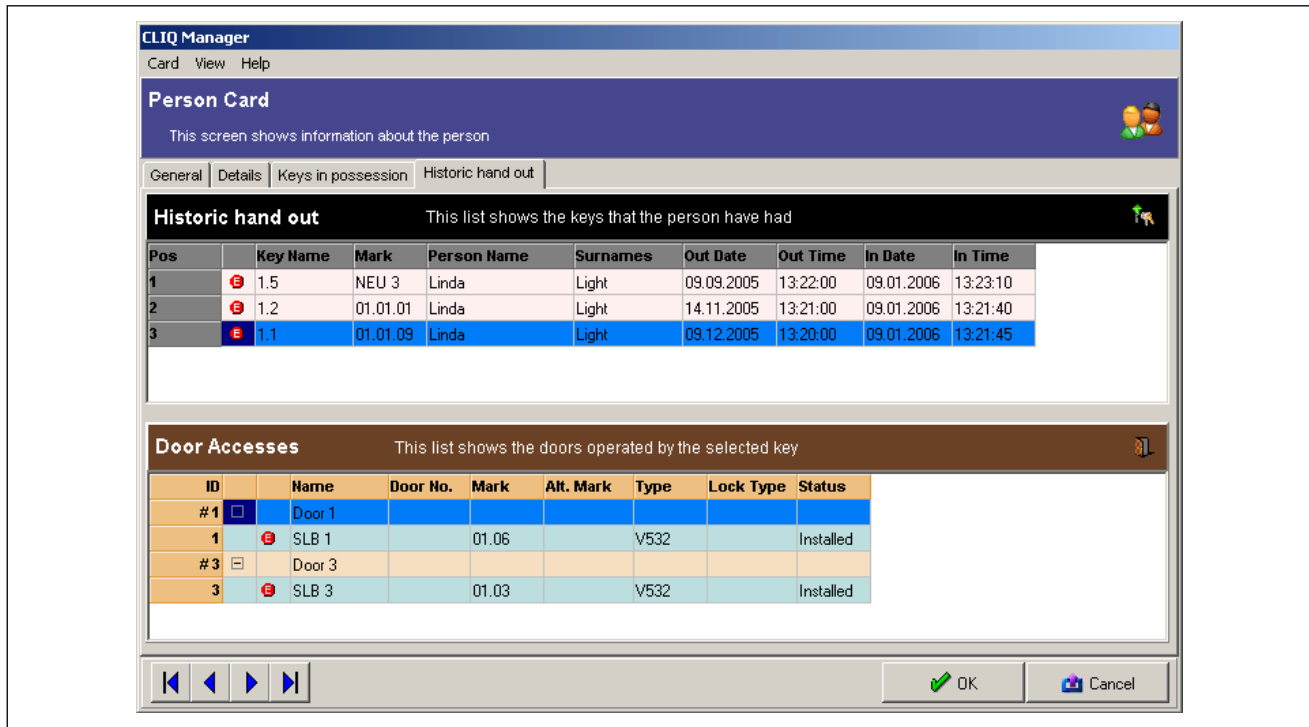 CLIQ Manager
Card View Help
Person Card
This screen shows information about the person
General Details Keys in possession Historic hand out
Historic hand out This list shows the keys that the person have had
Pos Key Name Mark Person Name Surnames Out Date Out Time In Date In Time
1 E 1.5 NEU 3 Linda Light 09.09.2005 13:22:00 09.01.2006 13:23:10
2 E 1.2 01.01.01 Linda Light 14.11.2005 13:21:00 09.01.2006 13:21:40
3 E 1.1 01.01.09 Linda Light 09.12.2005 13:20:00 09.01.2006 13:21:45
Door Accesses This list shows the doors operated by the selected key
ID Name Door No. Mark Alt. Mark Type Lock Type Status
#1 Door 1
1 E SLB 1 01.06 V532 Installed
#3 Door 3
3 E SLB 3 01.03 V532 Installed
OK Cancel